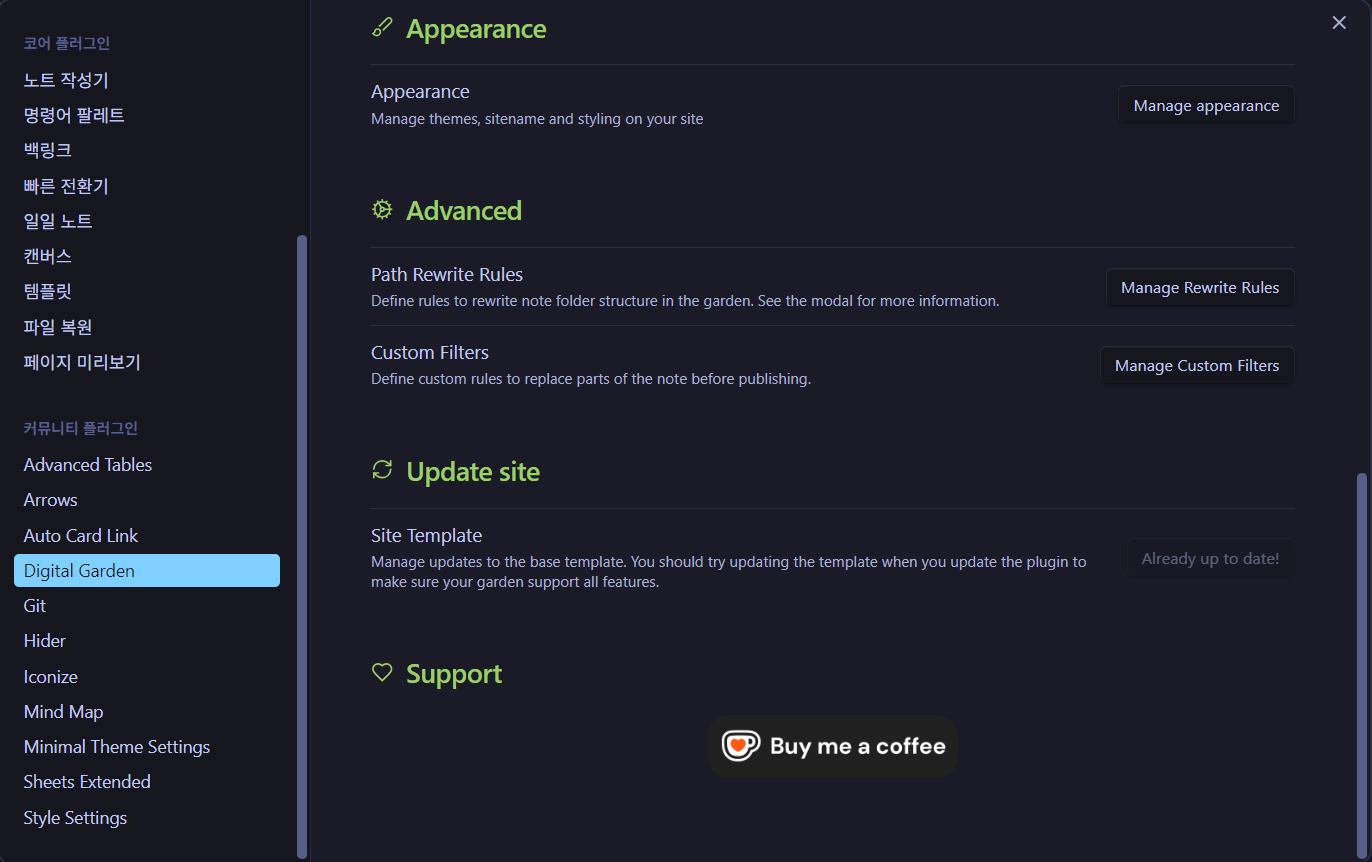 코어 플러그인
노트 작성기
명령어 팔레트
백링크
빠른 전환기
일일 노트
캔버스
템플릿
파일 복원
페이지 미리보기
커뮤니티 플러그인
Advanced Tables
Arrows
Auto Card Link
Digital Garden
Git
Hider
Iconize
Mind Map
Minimal Theme Settings
Sheets Extended
Style Settings
Appearance
Appearance
Manage themes, sitename and styling on your site
Manage appearance
Advanced
Path Rewrite Rules
Define rules to rewrite note folder structure in the garden. See the modal for more information.
Manage Rewrite Rules
Custom Filters
Define custom rules to replace parts of the note before publishing.
Manage Custom Filters
Update site
Site Template
Manage updates to the base template. You should try updating the template when you update the plugin to
make sure your garden support all features.
Already up to date!
Support
Buy me a coffee